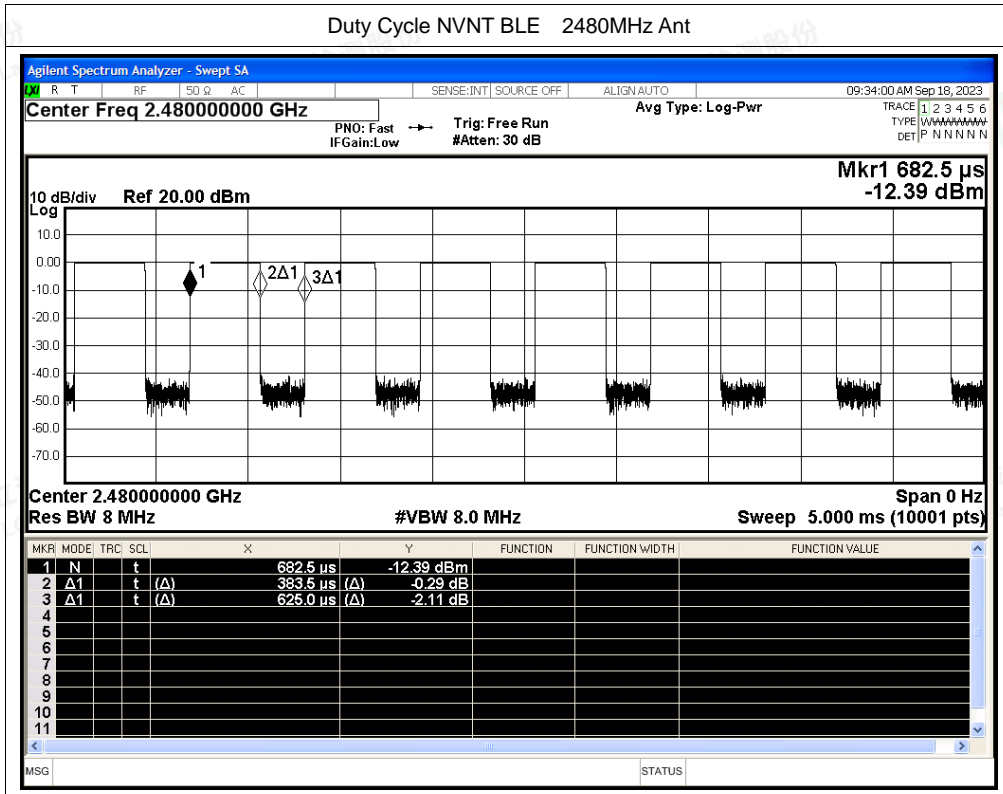 Duty Cycle NVNT BLE 2480MHz Ant
Agilent Spectrum Analyzer - Swept SA
LXI R T RF 50 Ω AC SENSE:INT SOURCE OFF ALIGN AUTO 09:34:00 AM Sep 18, 2023
Center Freq 2.480000000 GHz
PNO: Fast
IFGain:Low
Trig: Free Run
#Atten: 30 dB
Avg Type: Log-Pwr
TRACE 1 2 3 4 5 6
TYPE WWWWWW
DET P N N N N N
Mkr1 682.5 µs
-12.39 dBm
10 dB/div Ref 20.00 dBm
Log
10.0
0.00
-10.0
-20.0
-30.0
-40.0
-50.0
-60.0
-70.0
1
2Δ1
3Δ1
Center 2.480000000 GHz Span 0 Hz
Res BW 8 MHz #VBW 8.0 MHz Sweep 5.000 ms (10001 pts)
MKR MODE TRC SCL X Y FUNCTION FUNCTION WIDTH FUNCTION VALUE
1 N t 682.5 µs -12.39 dBm
2 Δ1 t (Δ) 383.5 µs (Δ) -0.29 dB
3 Δ1 t (Δ) 625.0 µs (Δ) -2.11 dB
4
5
6
7
8
9
10
11
MSG STATUS